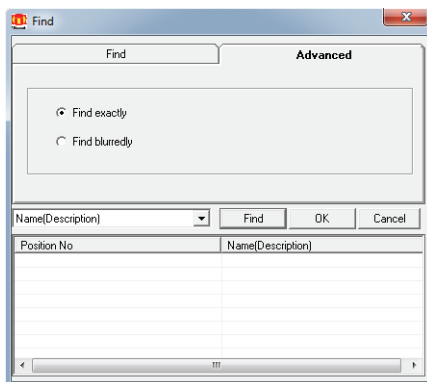 Find
Find Advanced
Find exactly
Find blurredly
Name(Description) Find OK Cancel
Position No Name(Description)